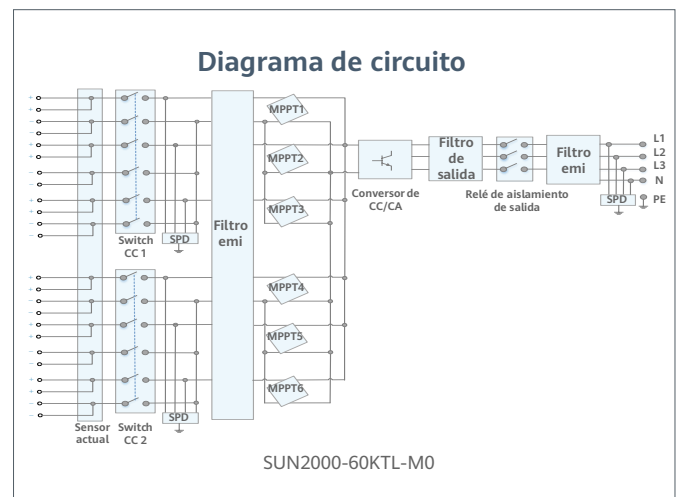 Diagrama de circuito
+
+
−
−
+
+
−
−
+
+
−
−
Switch
CC 1
SPD
Filtro
emi
MPPT1
MPPT2
MPPT3
Conversor de
CC/CA
Filtro
de
salida
Relé de aislamiento
de salida
Filtro
emi
L1
L2
L3
N
PE
SPD
+
+
−
−
+
+
−
−
+
+
−
−
MPPT4
MPPT5
MPPT6
SPD
Sensor
actual
Switch
CC 2
SUN2000-60KTL-M0